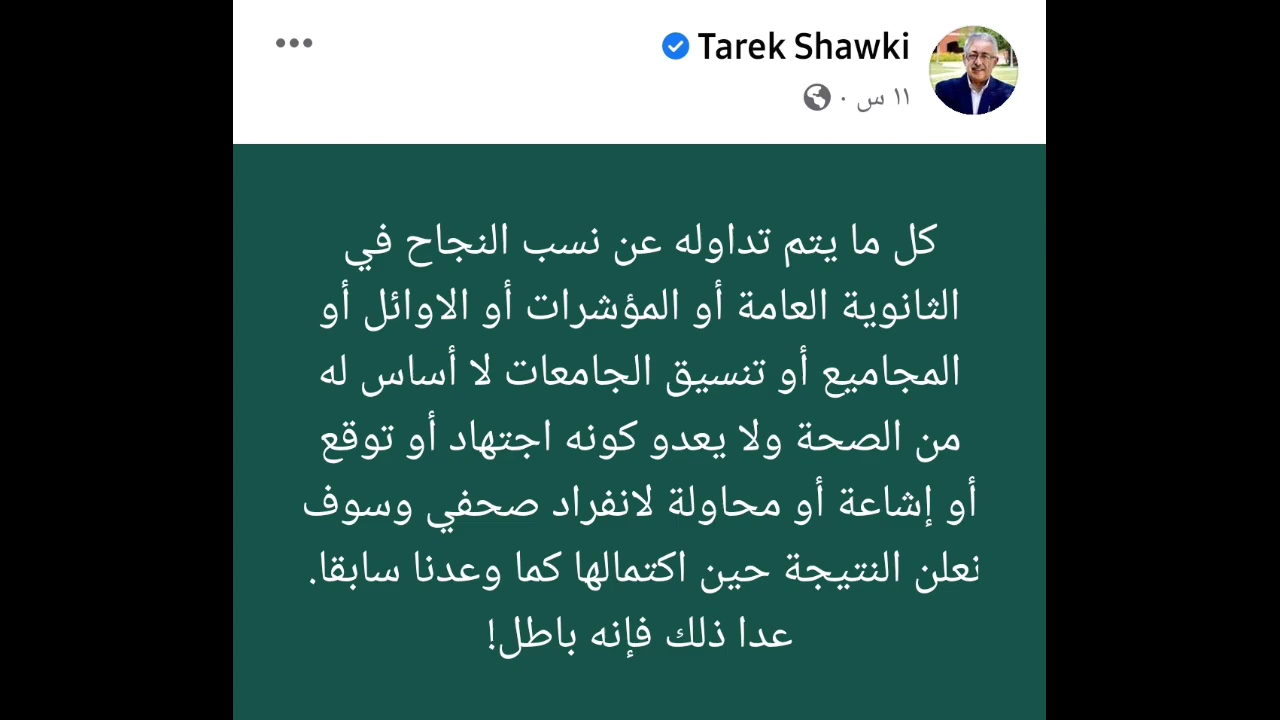 Tarek Shawki
١١ س ·
كل ما يتم تداوله عن نسب النجاح في
الثانوية العامة أو المؤشرات أو الاوائل أو
المجاميع أو تنسيق الجامعات لا أساس له
من الصحة ولا يعدو كونه اجتهاد أو توقع
أو إشاعة أو محاولة لانفراد صحفي وسوف
نعلن النتيجة حين اكتمالها كما وعدنا سابقا.
عدا ذلك فإنه باطل!